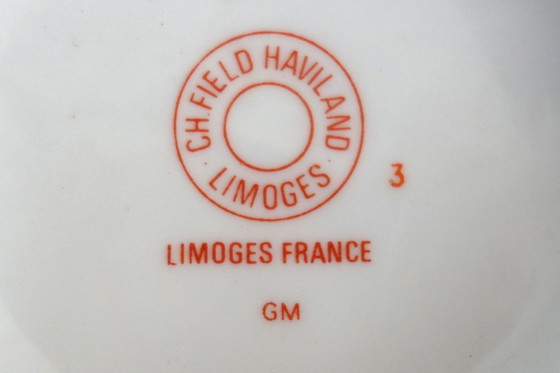 CH. FIELD HAVILAND
· LIMOGES ·
3
LIMOGES FRANCE
GM